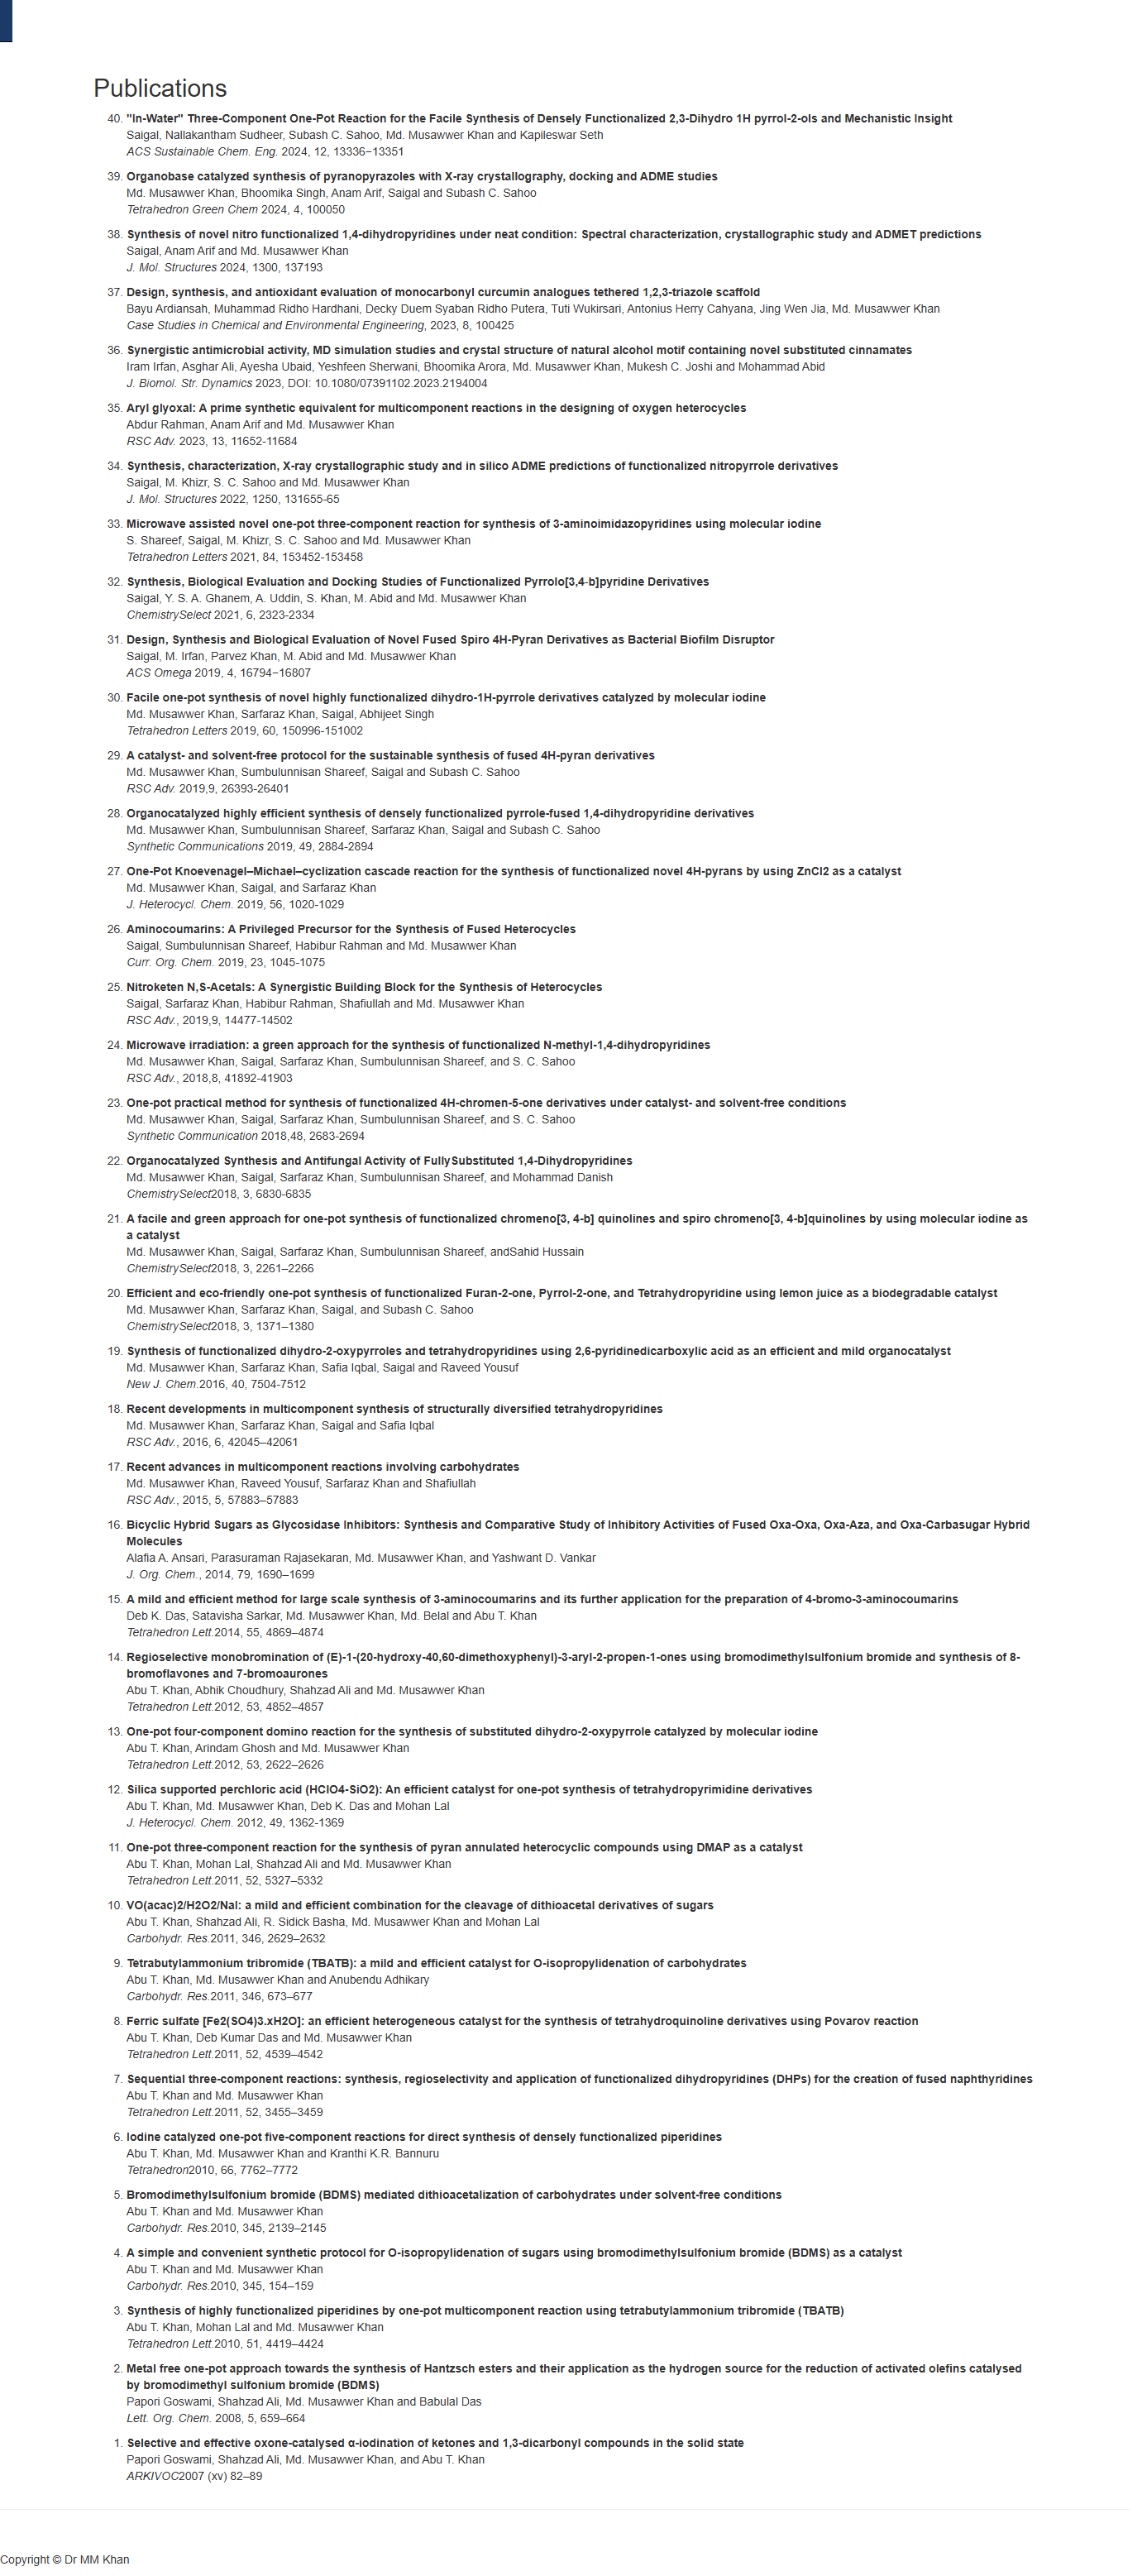 Publications
40. "In-Water" Three-Component One-Pot Reaction for the Facile Synthesis of Densely Functionalized 2,3-Dihydro 1H pyrrol-2-ols and Mechanistic Insight
Saigal, Nallakantham Sudheer, Subash C. Sahoo, Md. Musawwer Khan and Kapileswar Seth
ACS Sustainable Chem. Eng. 2024, 12, 13336−13351
39. Organobase catalyzed synthesis of pyranopyrazoles with X-ray crystallography, docking and ADME studies
Md. Musawwer Khan, Bhoomika Singh, Anam Arif, Saigal and Subash C. Sahoo
Tetrahedron Green Chem 2024, 4, 100050
38. Synthesis of novel nitro functionalized 1,4-dihydropyridines under neat condition: Spectral characterization, crystallographic study and ADMET predictions
Saigal, Anam Arif and Md. Musawwer Khan
J. Mol. Structures 2024, 1300, 137193
37. Design, synthesis, and antioxidant evaluation of monocarbonyl curcumin analogues tethered 1,2,3-triazole scaffold
Bayu Ardiansah, Muhammad Ridho Hardhani, Decky Duem Syaban Ridho Putera, Tuti Wukirsari, Antonius Herry Cahyana, Jing Wen Jia, Md. Musawwer Khan
Case Studies in Chemical and Environmental Engineering, 2023, 8, 100425
36. Synergistic antimicrobial activity, MD simulation studies and crystal structure of natural alcohol motif containing novel substituted cinnamates
Iram Irfan, Asghar Ali, Ayesha Ubaid, Yeshfeen Sherwani, Bhoomika Arora, Md. Musawwer Khan, Mukesh C. Joshi and Mohammad Abid
J. Biomol. Str. Dynamics 2023, DOI: 10.1080/07391102.2023.2194004
35. Aryl glyoxal: A prime synthetic equivalent for multicomponent reactions in the designing of oxygen heterocycles
Abdur Rahman, Anam Arif and Md. Musawwer Khan
RSC Adv. 2023, 13, 11652-11684
34. Synthesis, characterization, X-ray crystallographic study and in silico ADME predictions of functionalized nitropyrrole derivatives
Saigal, M. Khizr, S. C. Sahoo and Md. Musawwer Khan
J. Mol. Structures 2022, 1250, 131655-65
33. Microwave assisted novel one-pot three-component reaction for synthesis of 3-aminoimidazopyridines using molecular iodine
S. Shareef, Saigal, M. Khizr, S. C. Sahoo and Md. Musawwer Khan
Tetrahedron Letters 2021, 84, 153452-153458
32. Synthesis, Biological Evaluation and Docking Studies of Functionalized Pyrrolo[3,4-b]pyridine Derivatives
Saigal, Y. S. A. Ghanem, A. Uddin, S. Khan, M. Abid and Md. Musawwer Khan
ChemistrySelect 2021, 6, 2323-2334
31. Design, Synthesis and Biological Evaluation of Novel Fused Spiro 4H-Pyran Derivatives as Bacterial Biofilm Disruptor
Saigal, M. Irfan, Parvez Khan, M. Abid and Md. Musawwer Khan
ACS Omega 2019, 4, 16794−16807
30. Facile one-pot synthesis of novel highly functionalized dihydro-1H-pyrrole derivatives catalyzed by molecular iodine
Md. Musawwer Khan, Sarfaraz Khan, Saigal, Abhijeet Singh
Tetrahedron Letters 2019, 60, 150996-151002
29. A catalyst- and solvent-free protocol for the sustainable synthesis of fused 4H-pyran derivatives
Md. Musawwer Khan, Sumbulunnisan Shareef, Saigal and Subash C. Sahoo
RSC Adv. 2019,9, 26393-26401
28. Organocatalyzed highly efficient synthesis of densely functionalized pyrrole-fused 1,4-dihydropyridine derivatives
Md. Musawwer Khan, Sumbulunnisan Shareef, Sarfaraz Khan, Saigal and Subash C. Sahoo
Synthetic Communications 2019, 49, 2884-2894
27. One-Pot Knoevenagel–Michael–cyclization cascade reaction for the synthesis of functionalized novel 4H-pyrans by using ZnCl2 as a catalyst
Md. Musawwer Khan, Saigal, and Sarfaraz Khan
J. Heterocycl. Chem. 2019, 56, 1020-1029
26. Aminocoumarins: A Privileged Precursor for the Synthesis of Fused Heterocycles
Saigal, Sumbulunnisan Shareef, Habibur Rahman and Md. Musawwer Khan
Curr. Org. Chem. 2019, 23, 1045-1075
25. Nitroketen N,S-Acetals: A Synergistic Building Block for the Synthesis of Heterocycles
Saigal, Sarfaraz Khan, Habibur Rahman, Shafiullah and Md. Musawwer Khan
RSC Adv., 2019,9, 14477-14502
24. Microwave irradiation: a green approach for the synthesis of functionalized N-methyl-1,4-dihydropyridines
Md. Musawwer Khan, Saigal, Sarfaraz Khan, Sumbulunnisan Shareef, and S. C. Sahoo
RSC Adv., 2018,8, 41892-41903
23. One-pot practical method for synthesis of functionalized 4H-chromen-5-one derivatives under catalyst- and solvent-free conditions
Md. Musawwer Khan, Saigal, Sarfaraz Khan, Sumbulunnisan Shareef, and S. C. Sahoo
Synthetic Communication 2018,48, 2683-2694
22. Organocatalyzed Synthesis and Antifungal Activity of FullySubstituted 1,4-Dihydropyridines
Md. Musawwer Khan, Saigal, Sarfaraz Khan, Sumbulunnisan Shareef, and Mohammad Danish
ChemistrySelect2018, 3, 6830-6835
21. A facile and green approach for one-pot synthesis of functionalized chromeno[3, 4-b] quinolines and spiro chromeno[3, 4-b]quinolines by using molecular iodine as
a catalyst
Md. Musawwer Khan, Saigal, Sarfaraz Khan, Sumbulunnisan Shareef, andSahid Hussain
ChemistrySelect2018, 3, 2261–2266
20. Efficient and eco-friendly one-pot synthesis of functionalized Furan-2-one, Pyrrol-2-one, and Tetrahydropyridine using lemon juice as a biodegradable catalyst
Md. Musawwer Khan, Sarfaraz Khan, Saigal, and Subash C. Sahoo
ChemistrySelect2018, 3, 1371–1380
19. Synthesis of functionalized dihydro-2-oxypyrroles and tetrahydropyridines using 2,6-pyridinedicarboxylic acid as an efficient and mild organocatalyst
Md. Musawwer Khan, Sarfaraz Khan, Safia Iqbal, Saigal and Raveed Yousuf
New J. Chem.2016, 40, 7504-7512
18. Recent developments in multicomponent synthesis of structurally diversified tetrahydropyridines
Md. Musawwer Khan, Sarfaraz Khan, Saigal and Safia Iqbal
RSC Adv., 2016, 6, 42045–42061
17. Recent advances in multicomponent reactions involving carbohydrates
Md. Musawwer Khan, Raveed Yousuf, Sarfaraz Khan and Shafiullah
RSC Adv., 2015, 5, 57883–57883
16. Bicyclic Hybrid Sugars as Glycosidase Inhibitors: Synthesis and Comparative Study of Inhibitory Activities of Fused Oxa-Oxa, Oxa-Aza, and Oxa-Carbasugar Hybrid
Molecules
Alafia A. Ansari, Parasuraman Rajasekaran, Md. Musawwer Khan, and Yashwant D. Vankar
J. Org. Chem., 2014, 79, 1690–1699
15. A mild and efficient method for large scale synthesis of 3-aminocoumarins and its further application for the preparation of 4-bromo-3-aminocoumarins
Deb K. Das, Satavisha Sarkar, Md. Musawwer Khan, Md. Belal and Abu T. Khan
Tetrahedron Lett.2014, 55, 4869–4874
14. Regioselective monobromination of (E)-1-(20-hydroxy-40,60-dimethoxyphenyl)-3-aryl-2-propen-1-ones using bromodimethylsulfonium bromide and synthesis of 8-
bromoflavones and 7-bromoaurones
Abu T. Khan, Abhik Choudhury, Shahzad Ali and Md. Musawwer Khan
Tetrahedron Lett.2012, 53, 4852–4857
13. One-pot four-component domino reaction for the synthesis of substituted dihydro-2-oxypyrrole catalyzed by molecular iodine
Abu T. Khan, Arindam Ghosh and Md. Musawwer Khan
Tetrahedron Lett.2012, 53, 2622–2626
12. Silica supported perchloric acid (HClO4-SiO2): An efficient catalyst for one-pot synthesis of tetrahydropyrimidine derivatives
Abu T. Khan, Md. Musawwer Khan, Deb K. Das and Mohan Lal
J. Heterocycl. Chem. 2012, 49, 1362-1369
11. One-pot three-component reaction for the synthesis of pyran annulated heterocyclic compounds using DMAP as a catalyst
Abu T. Khan, Mohan Lal, Shahzad Ali and Md. Musawwer Khan
Tetrahedron Lett.2011, 52, 5327–5332
10. VO(acac)2/H2O2/NaI: a mild and efficient combination for the cleavage of dithioacetal derivatives of sugars
Abu T. Khan, Shahzad Ali, R. Sidick Basha, Md. Musawwer Khan and Mohan Lal
Carbohydr. Res.2011, 346, 2629–2632
9. Tetrabutylammonium tribromide (TBATB): a mild and efficient catalyst for O-isopropylidenation of carbohydrates
Abu T. Khan, Md. Musawwer Khan and Anubendu Adhikary
Carbohydr. Res.2011, 346, 673–677
8. Ferric sulfate [Fe2(SO4)3.xH2O]: an efficient heterogeneous catalyst for the synthesis of tetrahydroquinoline derivatives using Povarov reaction
Abu T. Khan, Deb Kumar Das and Md. Musawwer Khan
Tetrahedron Lett.2011, 52, 4539–4542
7. Sequential three-component reactions: synthesis, regioselectivity and application of functionalized dihydropyridines (DHPs) for the creation of fused naphthyridines
Abu T. Khan and Md. Musawwer Khan
Tetrahedron Lett.2011, 52, 3455–3459
6. Iodine catalyzed one-pot five-component reactions for direct synthesis of densely functionalized piperidines
Abu T. Khan, Md. Musawwer Khan and Kranthi K.R. Bannuru
Tetrahedron2010, 66, 7762–7772
5. Bromodimethylsulfonium bromide (BDMS) mediated dithioacetalization of carbohydrates under solvent-free conditions
Abu T. Khan and Md. Musawwer Khan
Carbohydr. Res.2010, 345, 2139–2145
4. A simple and convenient synthetic protocol for O-isopropylidenation of sugars using bromodimethylsulfonium bromide (BDMS) as a catalyst
Abu T. Khan and Md. Musawwer Khan
Carbohydr. Res.2010, 345, 154–159
3. Synthesis of highly functionalized piperidines by one-pot multicomponent reaction using tetrabutylammonium tribromide (TBATB)
Abu T. Khan, Mohan Lal and Md. Musawwer Khan
Tetrahedron Lett.2010, 51, 4419–4424
2. Metal free one-pot approach towards the synthesis of Hantzsch esters and their application as the hydrogen source for the reduction of activated olefins catalysed
by bromodimethyl sulfonium bromide (BDMS)
Papori Goswami, Shahzad Ali, Md. Musawwer Khan and Babulal Das
Lett. Org. Chem. 2008, 5, 659–664
1. Selective and effective oxone-catalysed α-iodination of ketones and 1,3-dicarbonyl compounds in the solid state
Papori Goswami, Shahzad Ali, Md. Musawwer Khan, and Abu T. Khan
ARKIVOC2007 (xv) 82–89
Copyright © Dr MM Khan